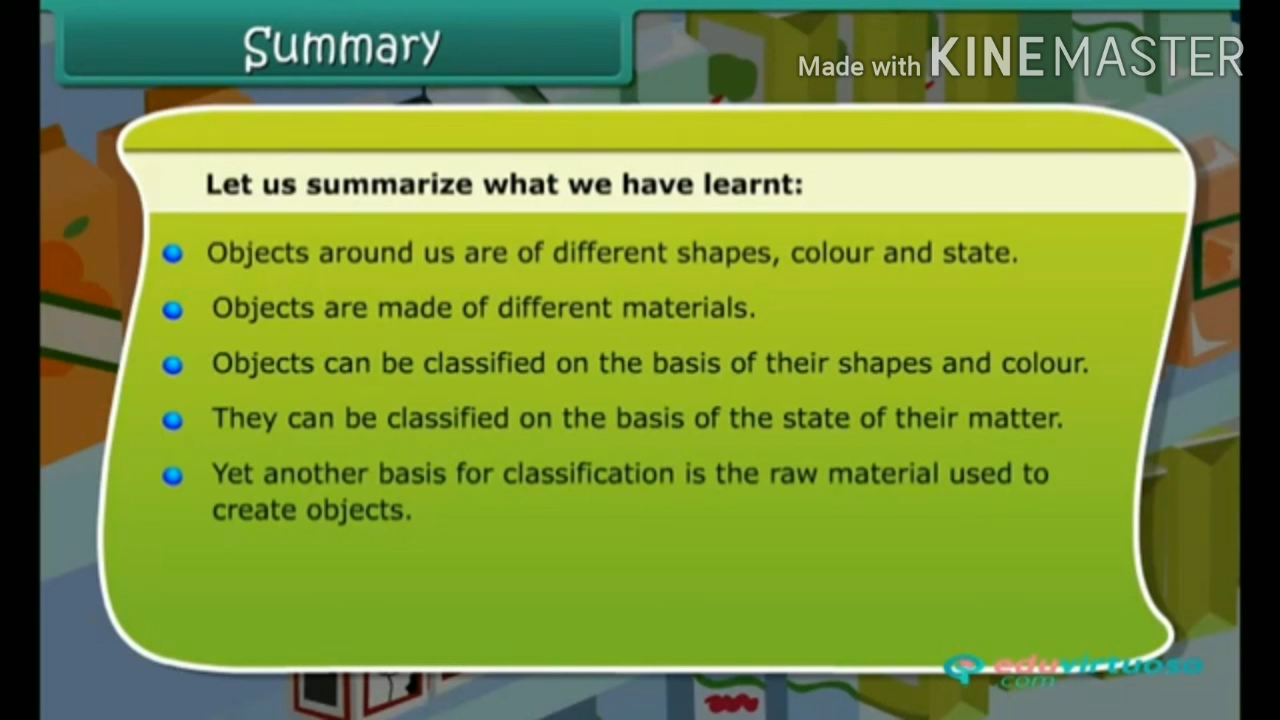 Summary
Made with KINEMASTER
Let us summarize what we have learnt:
Objects around us are of different shapes, colour and state.
Objects are made of different materials.
Objects can be classified on the basis of their shapes and colour.
They can be classified on the basis of the state of their matter.
Yet another basis for classification is the raw material used to
create objects.
eduvirtuoso
com